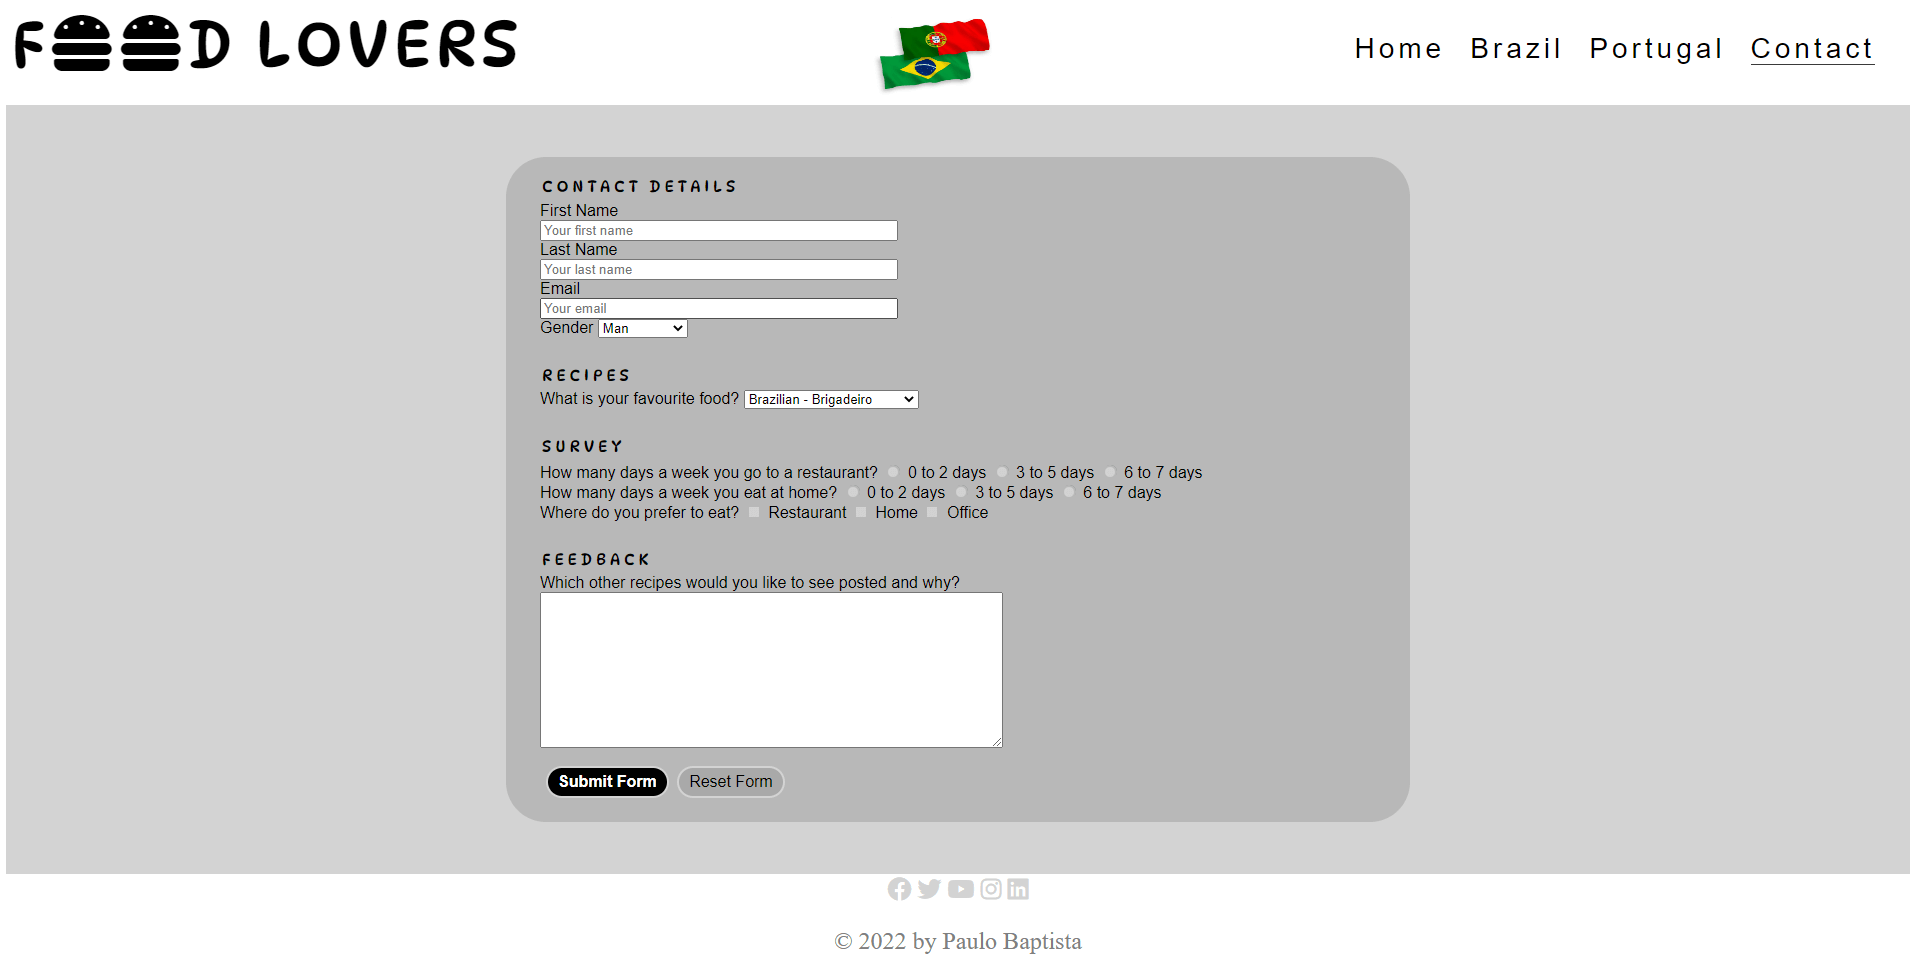 FOOD LOVERS
Home Brazil Portugal Contact
CONTACT DETAILS
First Name
Your first name
Last Name
Your last name
Email
Your email
Gender Man
RECIPES
What is your favourite food? Brazilian - Brigadeiro
SURVEY
How many days a week you go to a restaurant? 0 to 2 days 3 to 5 days 6 to 7 days
How many days a week you eat at home? 0 to 2 days 3 to 5 days 6 to 7 days
Where do you prefer to eat? Restaurant Home Office
FEEDBACK
Which other recipes would you like to see posted and why?
Submit Form Reset Form
© 2022 by Paulo Baptista